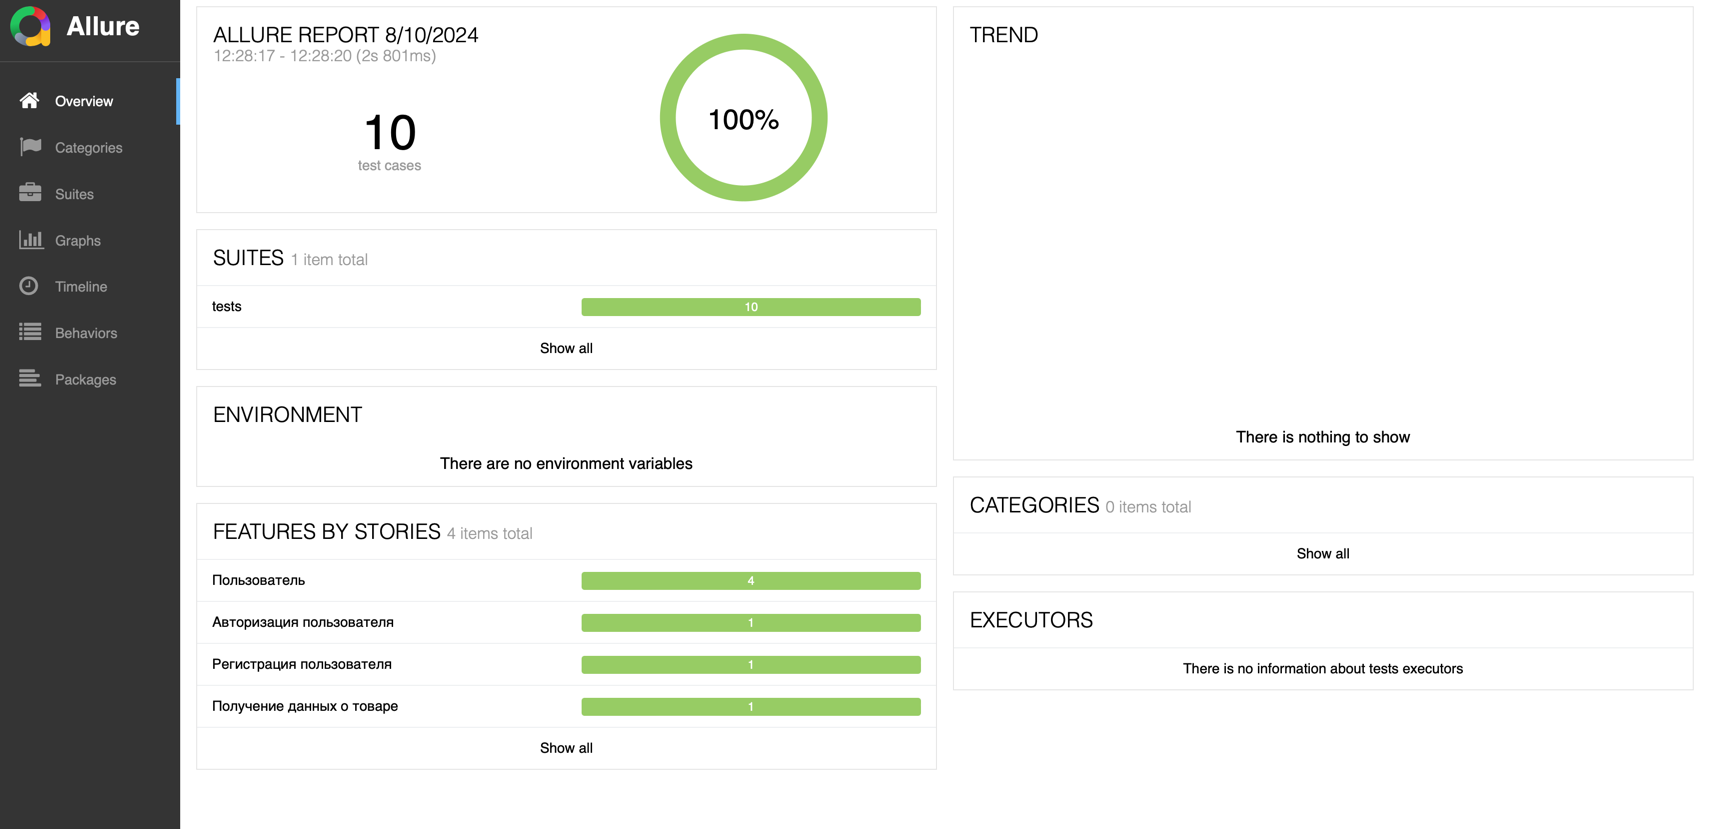 Allure
Overview
Categories
Suites
Graphs
Timeline
Behaviors
Packages
ALLURE REPORT 8/10/2024
12:28:17 - 12:28:20 (2s 801ms)
10
test cases
100%
SUITES 1 item total
tests 10
Show all
ENVIRONMENT
There are no environment variables
FEATURES BY STORIES 4 items total
Пользователь 4
Авторизация пользователя 1
Регистрация пользователя 1
Получение данных о товаре 1
Show all
TREND
There is nothing to show
CATEGORIES 0 items total
Show all
EXECUTORS
There is no information about tests executors